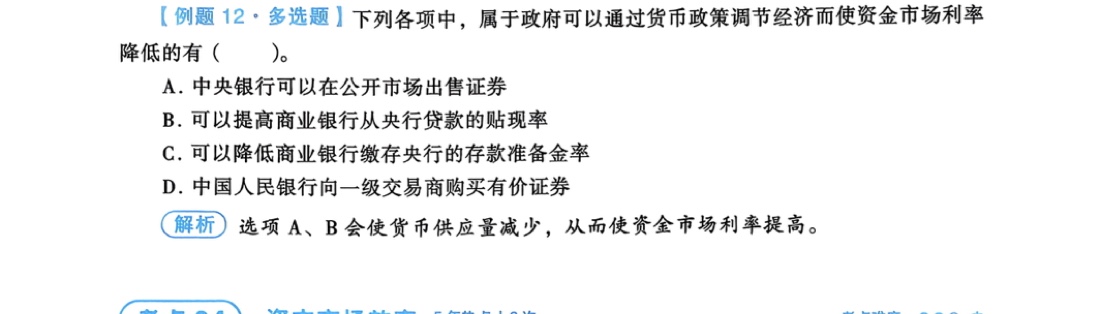 【例题 12·多选题】下列各项中，属于政府可以通过货币政策调节经济而使资金市场利率
降低的有（　　）。
A. 中央银行可以在公开市场出售证券
B. 可以提高商业银行从央行贷款的贴现率
C. 可以降低商业银行缴存央行的存款准备金率
D. 中国人民银行向一级交易商购买有价证券
解析 选项 A、B 会使货币供应量减少，从而使资金市场利率提高。